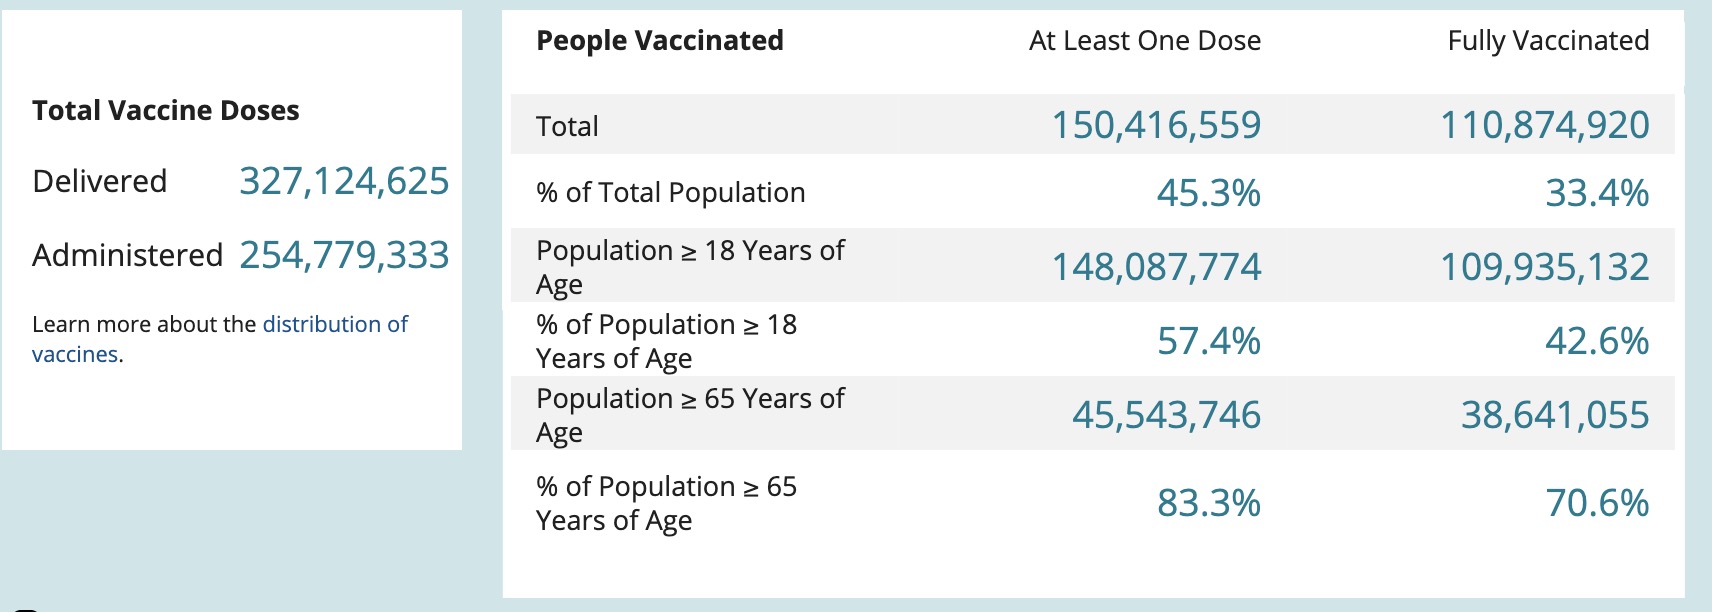 Total Vaccine Doses
Delivered 327,124,625
Administered 254,779,333
Learn more about the distribution of
vaccines.
People Vaccinated At Least One Dose Fully Vaccinated
Total 150,416,559 110,874,920
% of Total Population 45.3% 33.4%
Population ≥ 18 Years of
Age 148,087,774 109,935,132
% of Population ≥ 18
Years of Age 57.4% 42.6%
Population ≥ 65 Years of
Age 45,543,746 38,641,055
% of Population ≥ 65
Years of Age 83.3% 70.6%